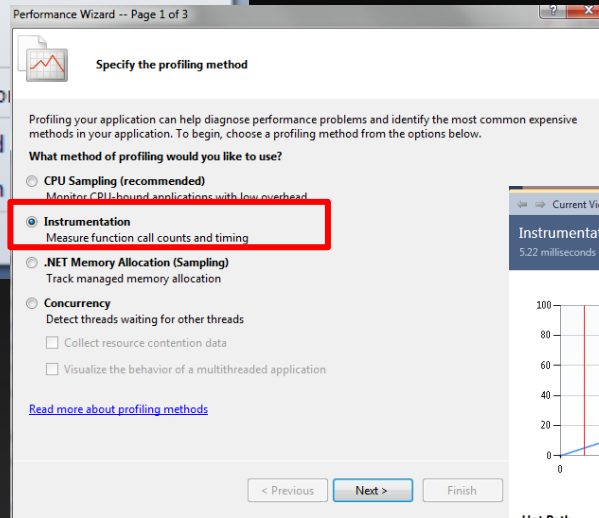 Performance Wizard -- Page 1 of 3
?
Specify the profiling method
Profiling your application can help diagnose performance problems and identify the most common expensive
methods in your application. To begin, choose a profiling method from the options below.
What method of profiling would you like to use?
CPU Sampling (recommended)
Monitor CPU-bound applications with low overhead
Instrumentation
Measure function call counts and timing
.NET Memory Allocation (Sampling)
Track managed memory allocation
Concurrency
Detect threads waiting for other threads
Collect resource contention data
Visualize the behavior of a multithreaded application
Read more about profiling methods
< Previous
Next >
Finish
Current Vi
Instrumenta
5.22 milliseconds
100
80
60
40
20
0
0